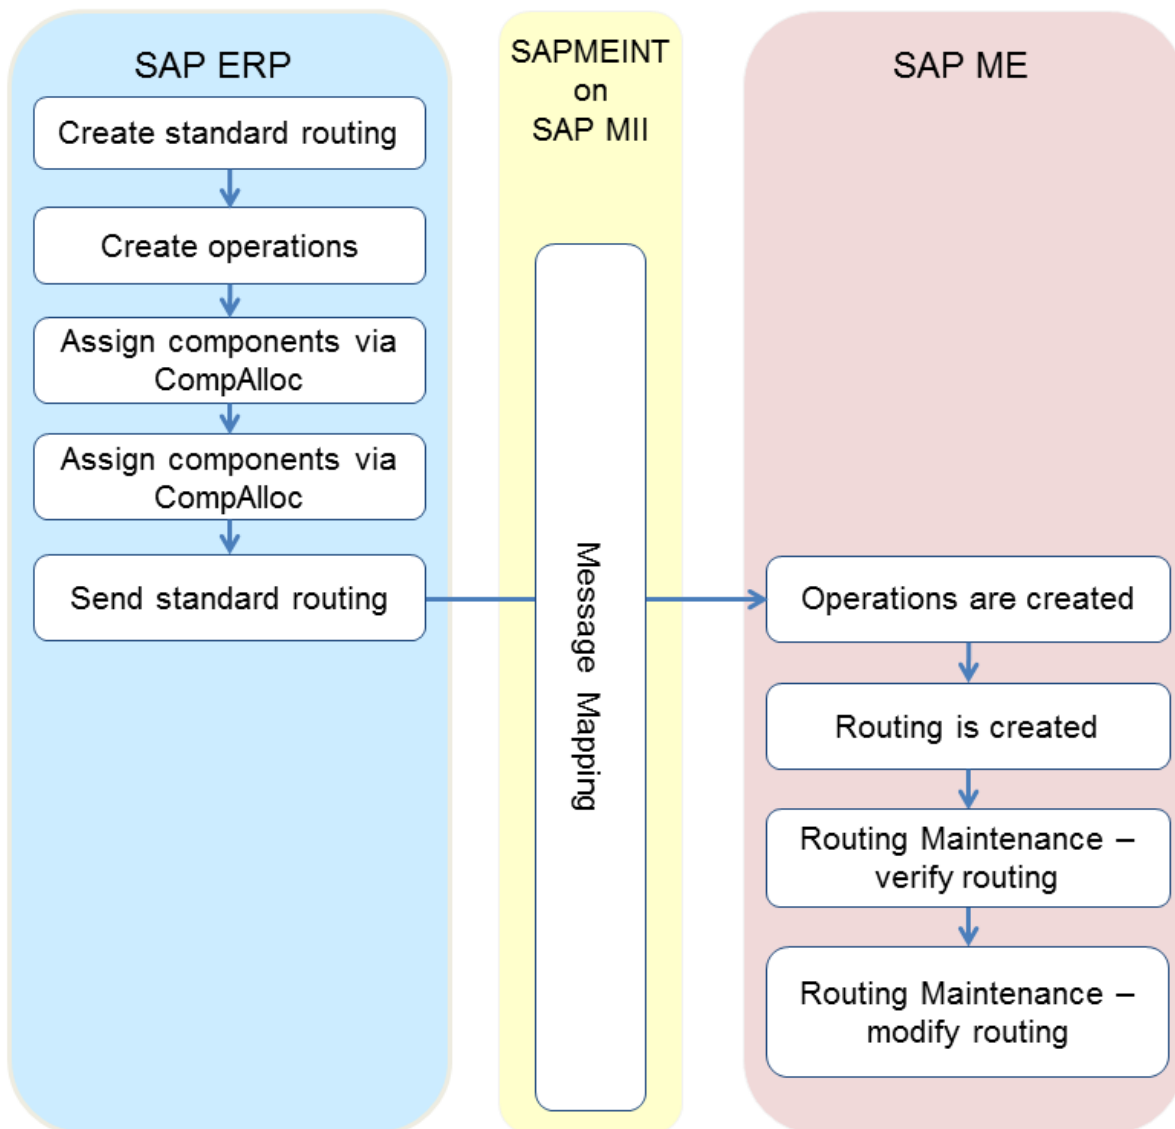 SAP ERP
Create standard routing
Create operations
Assign components via
CompAlloc
Assign components via
CompAlloc
Send standard routing
SAPMEINT
on
SAP MII
Message Mapping
SAP ME
Operations are created
Routing is created
Routing Maintenance –
verify routing
Routing Maintenance –
modify routing